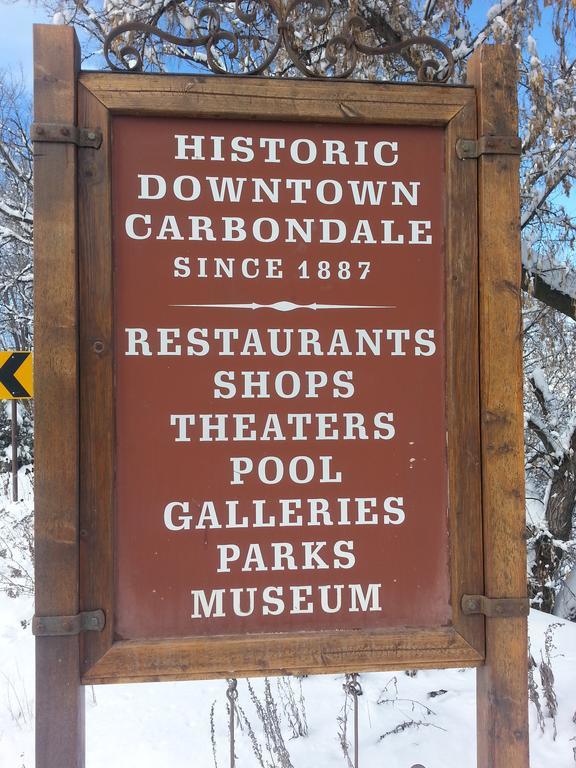 HISTORIC
DOWNTOWN
CARBONDALE
SINCE 1887
RESTAURANTS
SHOPS
THEATERS
POOL
GALLERIES
PARKS
MUSEUM